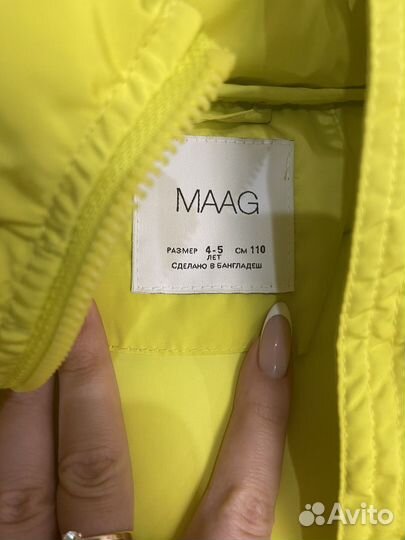 MAAG
РАЗМЕР 4-5 СМ 110
ЛЕТ
СДЕЛАНО В БАНГЛАДЕШ
Avito